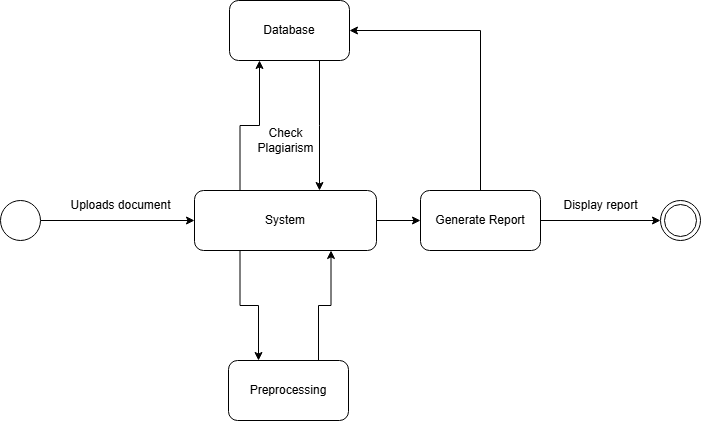 Database
Check
Plagiarism
Uploads document
System
Generate Report
Display report
Preprocessing